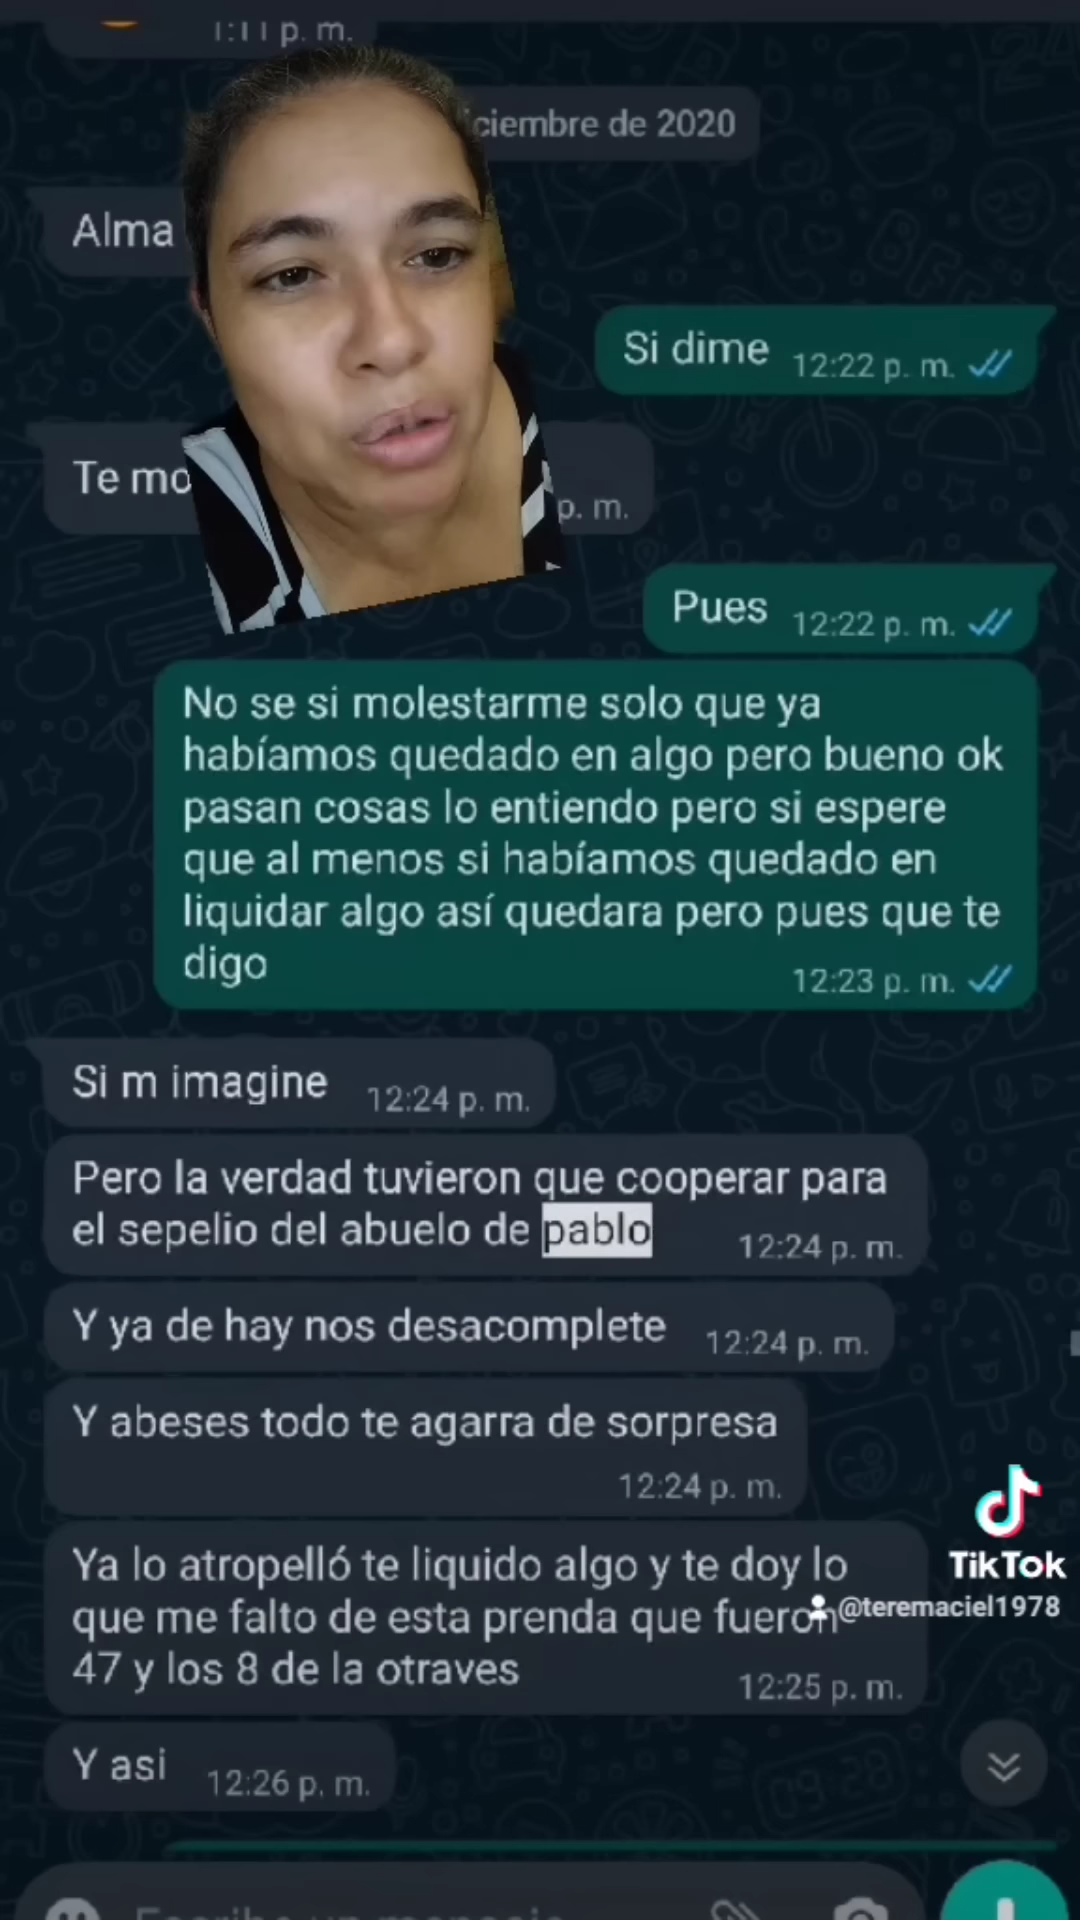 1:11 p. m.
ciembre de 2020
Alma
Si dime 12:22 p. m.
Te mo
p. m.
Pues 12:22 p. m.
No se si molestarme solo que ya
habíamos quedado en algo pero bueno ok
pasan cosas lo entiendo pero si espere
que al menos si habíamos quedado en
liquidar algo así quedara pero pues que te
digo
12:23 p. m.
Si m imagine 12:24 p. m.
Pero la verdad tuvieron que cooperar para
el sepelio del abuelo de pablo 12:24 p. m.
Y ya de hay nos desacomplete 12:24 p. m.
Y abeses todo te agarra de sorpresa
12:24 p. m.
Ya lo atropelló te liquido algo y te doy lo
que me falto de esta prenda que fueron
47 y los 8 de la otraves 12:25 p. m.
TikTok
@teremaciel1978
Y asi 12:26 p. m.
Escribe un mensaje